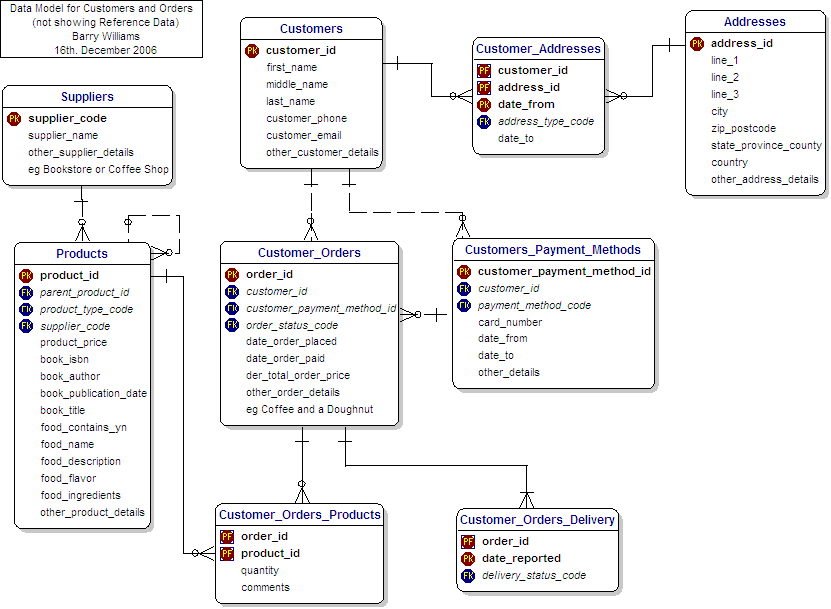 Data Model for Customers and Orders
(not showing Reference Data)
Barry Williams
16th. December 2006
Customers
PK customer_id
first_name
middle_name
last_name
customer_phone
customer_email
other_customer_details
Customer_Addresses
PF customer_id
PF address_id
PK date_from
FK address_type_code
date_to
Addresses
PK address_id
line_1
line_2
line_3
city
zip_postcode
state_province_county
country
other_address_details
Suppliers
PK supplier_code
supplier_name
other_supplier_details
eg Bookstore or Coffee Shop
Products
PK product_id
FK parent_product_id
FK product_type_code
FK supplier_code
product_price
book_isbn
book_author
book_publication_date
book_title
food_contains_yn
food_name
food_description
food_flavor
food_ingredients
other_product_details
Customer_Orders
PK order_id
FK customer_id
FK customer_payment_method_id
FK order_status_code
date_order_placed
date_order_paid
der_total_order_price
other_order_details
eg Coffee and a Doughnut
Customers_Payment_Methods
PK customer_payment_method_id
FK customer_id
FK payment_method_code
card_number
date_from
date_to
other_details
Customer_Orders_Products
PF order_id
PF product_id
quantity
comments
Customer_Orders_Delivery
PF order_id
PK date_reported
FK delivery_status_code